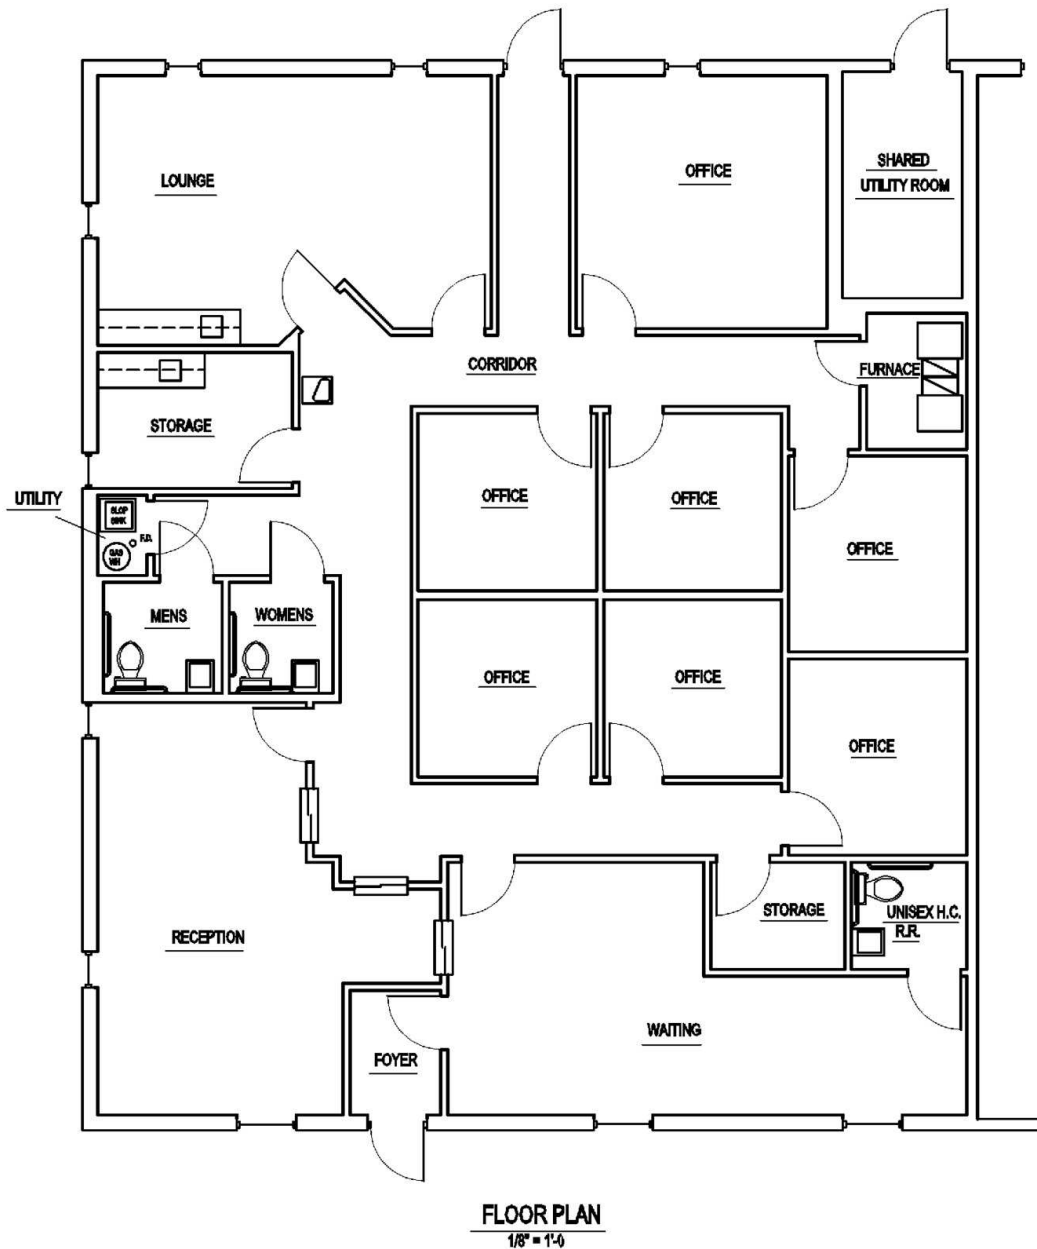 LOUNGE
OFFICE
SHARED
UTILITY ROOM
CORRIDOR
FURNACE
STORAGE
UTILITY
SLOP
SINK
F.D.
GAS
WH
OFFICE
OFFICE
OFFICE
MENS
WOMENS
OFFICE
OFFICE
OFFICE
RECEPTION
STORAGE
UNISEX H.C.
R.R.
WAITING
FOYER
FLOOR PLAN
1/8" = 1'-0